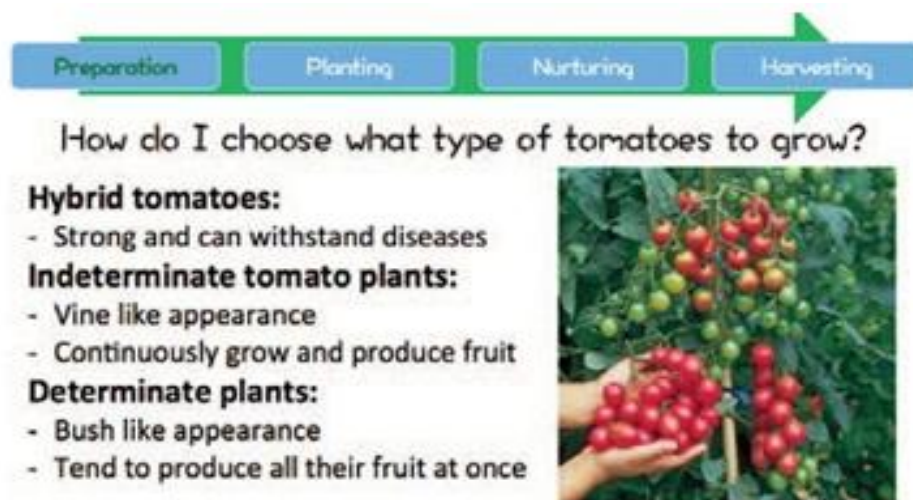 Preparation Planting Nurturing Harvesting
How do I choose what type of tomatoes to grow?
Hybrid tomatoes:
- Strong and can withstand diseases
Indeterminate tomato plants:
- Vine like appearance
- Continuously grow and produce fruit
Determinate plants:
- Bush like appearance
- Tend to produce all their fruit at once